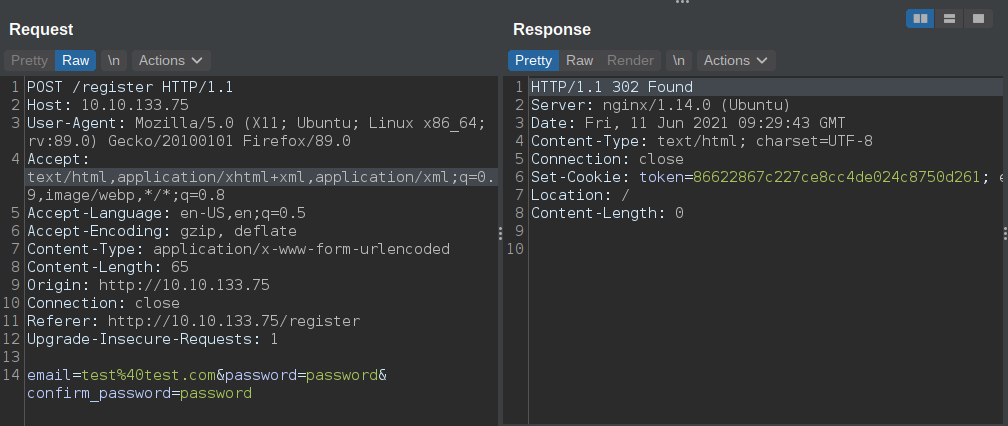 Request
Pretty Raw \n Actions
1 POST /register HTTP/1.1
2 Host: 10.10.133.75
3 User-Agent: Mozilla/5.0 (X11; Ubuntu; Linux x86_64;
rv:89.0) Gecko/20100101 Firefox/89.0
4 Accept:
text/html,application/xhtml+xml,application/xml;q=0.
9,image/webp,*/*;q=0.8
5 Accept-Language: en-US,en;q=0.5
6 Accept-Encoding: gzip, deflate
7 Content-Type: application/x-www-form-urlencoded
8 Content-Length: 65
9 Origin: http://10.10.133.75
10 Connection: close
11 Referer: http://10.10.133.75/register
12 Upgrade-Insecure-Requests: 1
13
14 email=test%40test.com&password=password&
confirm_password=password
Response
Pretty Raw Render \n Actions
1 HTTP/1.1 302 Found
2 Server: nginx/1.14.0 (Ubuntu)
3 Date: Fri, 11 Jun 2021 09:29:43 GMT
4 Content-Type: text/html; charset=UTF-8
5 Connection: close
6 Set-Cookie: token=86622867c227ce8cc4de024c8750d261; e
7 Location: /
8 Content-Length: 0
9
10